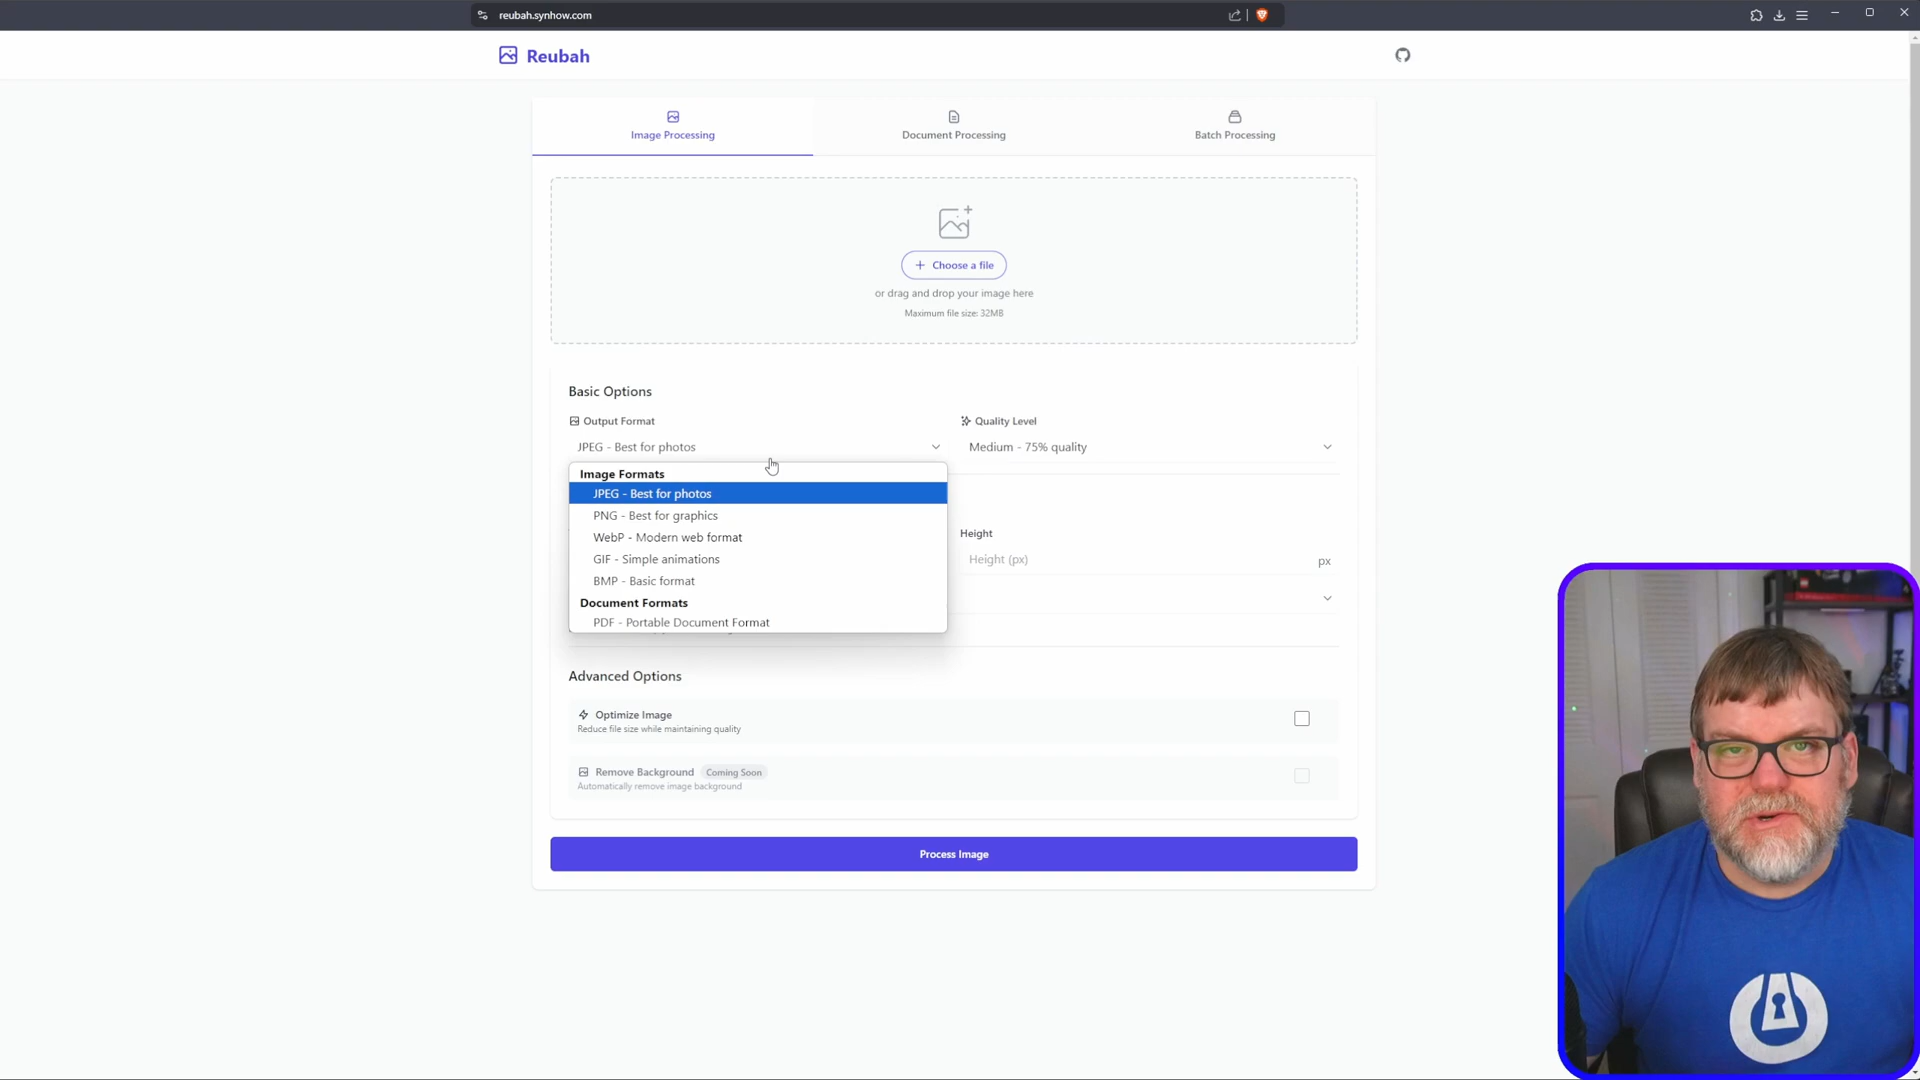 reubah.synhow.com
Reubah
Image Processing
Document Processing
Batch Processing
Choose a file
or drag and drop your image here
Maximum file size: 32MB
Basic Options
Output Format
Quality Level
JPEG - Best for photos
Medium - 75% quality
Image Formats
JPEG - Best for photos
PNG - Best for graphics
WebP - Modern web format
GIF - Simple animations
BMP - Basic format
Document Formats
PDF - Portable Document Format
Height
Height (px)
px
Advanced Options
Optimize Image
Reduce file size while maintaining quality
Remove Background Coming Soon
Automatically remove image background
Process Image